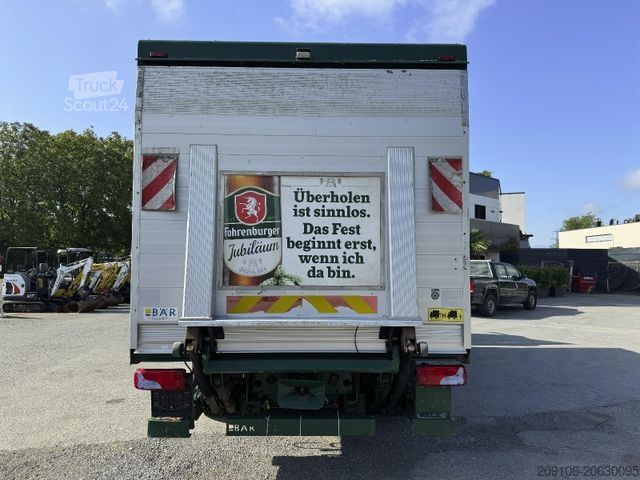 Truck
Scout24
Fohrenburger
Jubiläum
Überholen
ist sinnlos.
Das Fest
beginnt erst,
wenn ich
da bin.
BÄR
BÄR
209106-20630095